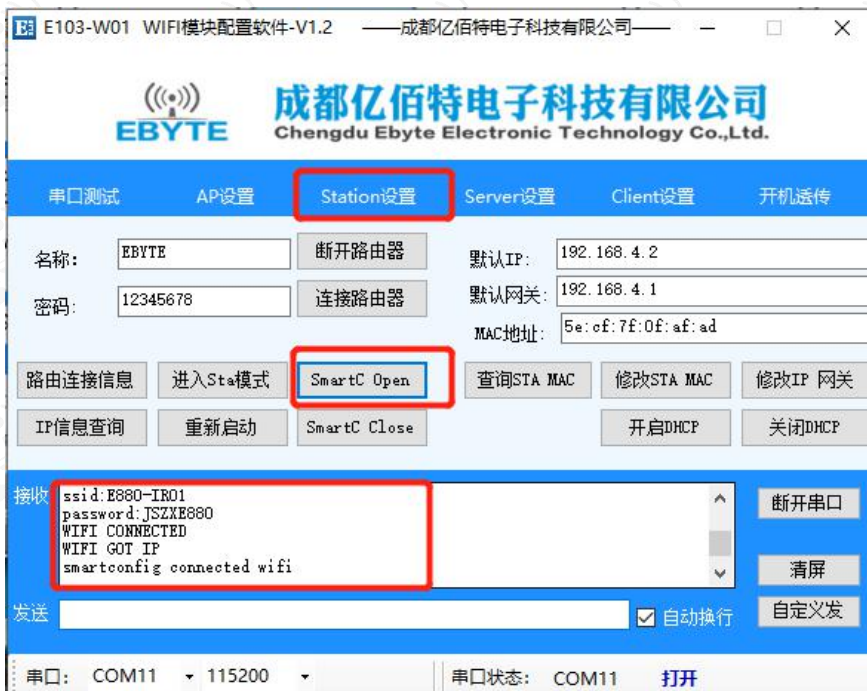 E103-W01 WIFI模块配置软件-V1.2 ——成都亿佰特电子科技有限公司——
EBYTE
成都亿佰特电子科技有限公司
Chengdu Ebyte Electronic Technology Co.,Ltd.
串口测试 AP设置 Station设置 Server设置 Client设置 开机透传
名称: EBYTE 断开路由器 默认IP: 192.168.4.2
密码: 12345678 连接路由器 默认网关: 192.168.4.1
MAC地址: 5e:cf:7f:0f:af:ad
路由连接信息 进入Sta模式 SmartC Open 查询STA MAC 修改STA MAC 修改IP 网关
IP信息查询 重新启动 SmartC Close 开启DHCP 关闭DHCP
接收 ssid:E880-IR01 断开串口
password:JSZXE880
WIFI CONNECTED
WIFI GOT IP
smartconfig connected wifi 清屏
发送 自动换行 自定义发
串口: COM11 115200 串口状态: COM11 打开